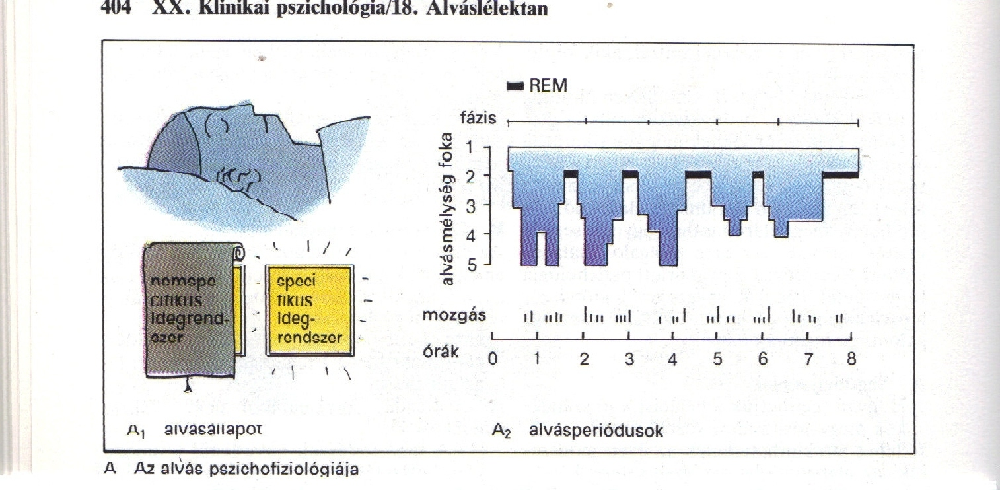 404 XX. Klinikai pszichológia/18. Alváslélektan
REM
fázis
alvásmélység foka
1
2
3
4
5
mozgás
órák
0 1 2 3 4 5 6 7 8
nemspe
cifikus
idegrend-
szer
speci-
fikus
ideg-
rendszer
A1 alvásállapot
A2 alvásperiódusok
A Az alvás pszichofiziológiája